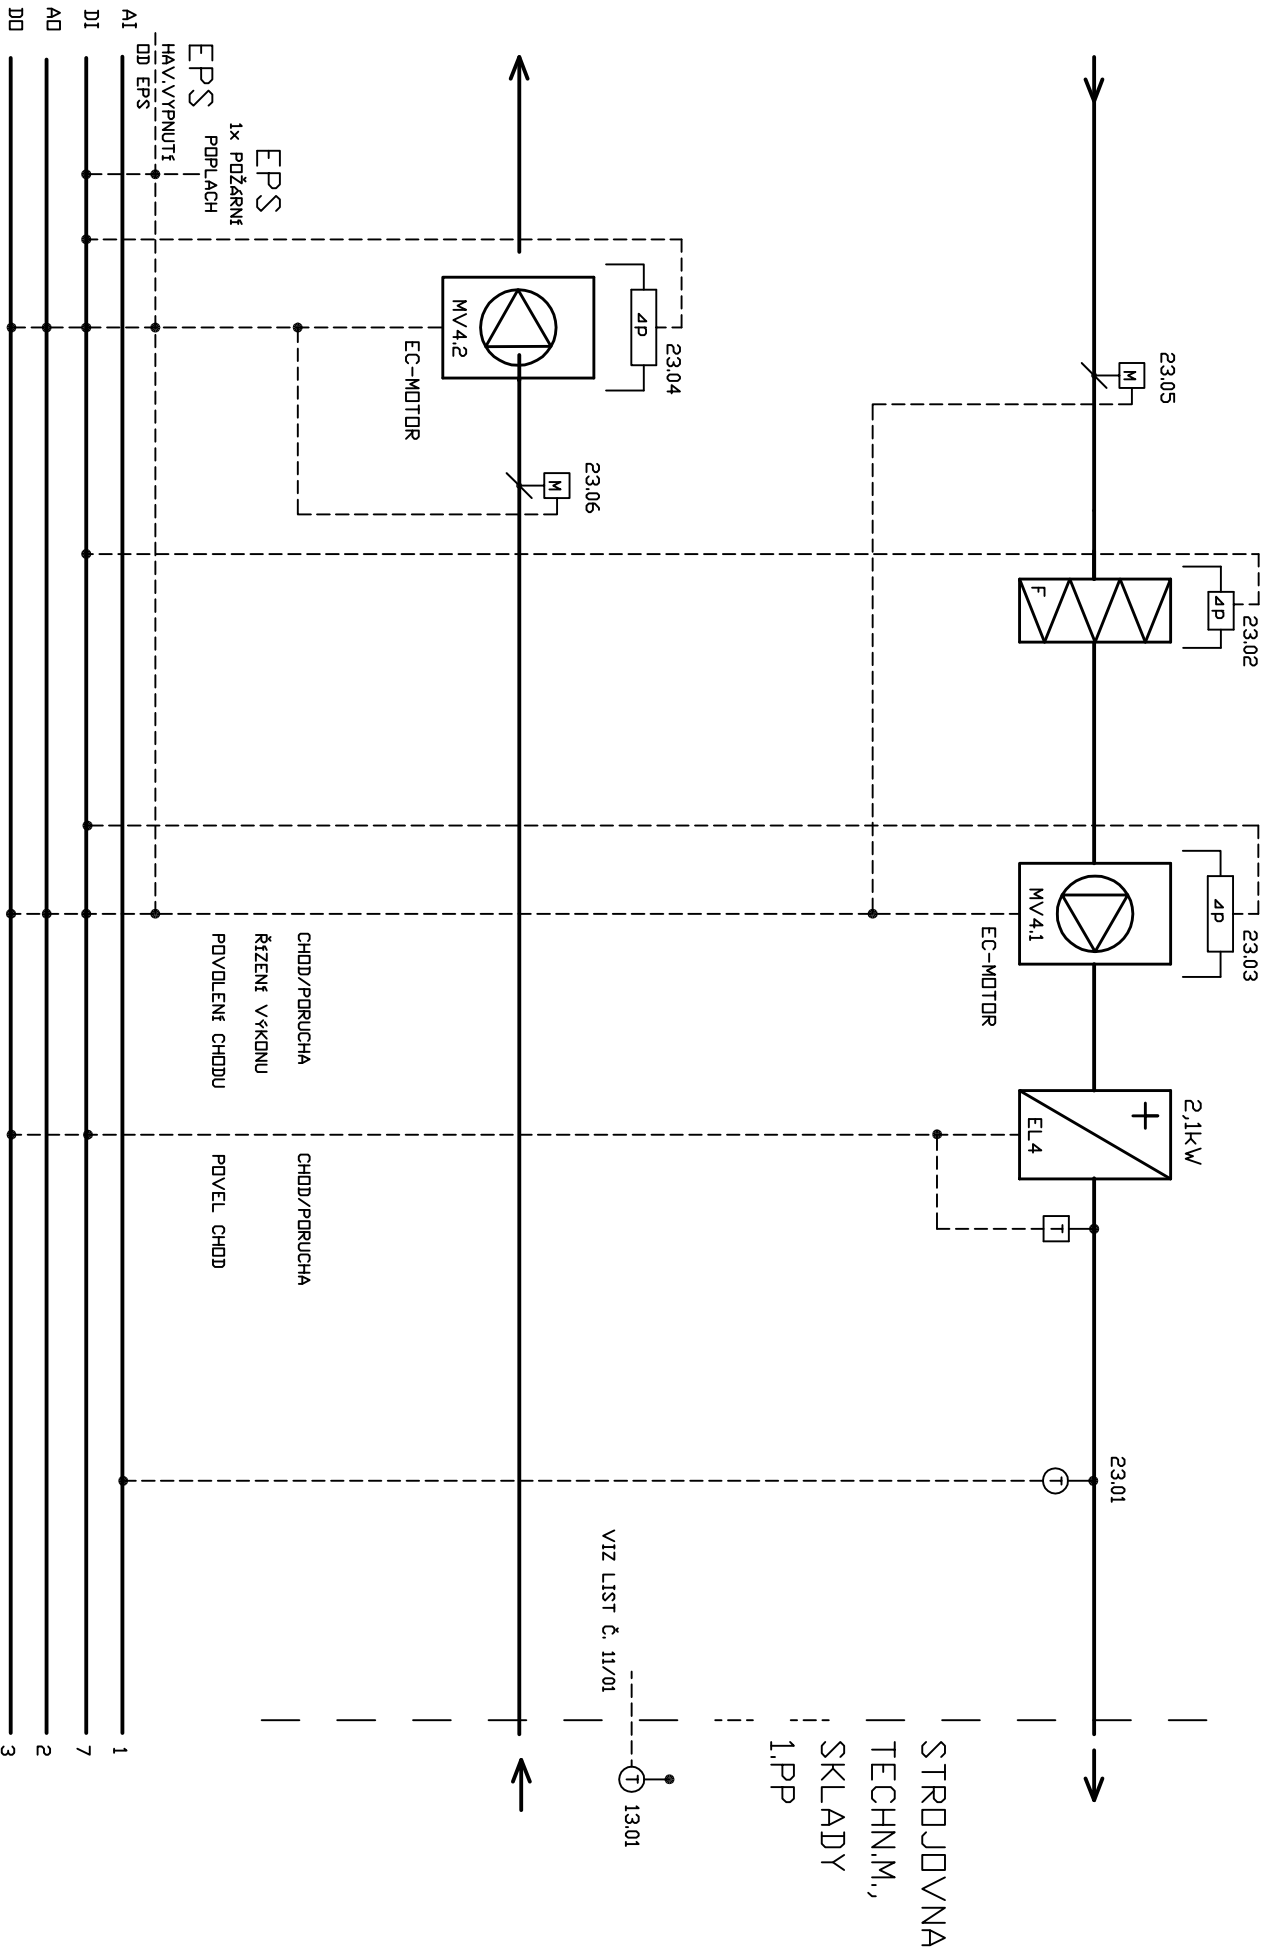 23.05
M
23.02
ΔP
F
23.03
ΔP
MV4.1
EC-MOTOR
2,1kW
+
EL4
T
23.01
T
STROJOVNA
TECHN.M.,
SKLADY
1.PP
23.04
ΔP
MV4.2
EC-MOTOR
23.06
M
VIZ LIST Č. 11/01
T
13.01
EPS
1x POŽÁRNÍ
POPLACH
EPS
HAV.VYPNUTÍ
OD EPS
CHOD/PORUCHA
ŘÍZENÍ VÝKONU
POVOLENÍ CHODU
CHOD/PORUCHA
POVEL CHOD
AI 1
DI 7
AO 2
DO 3